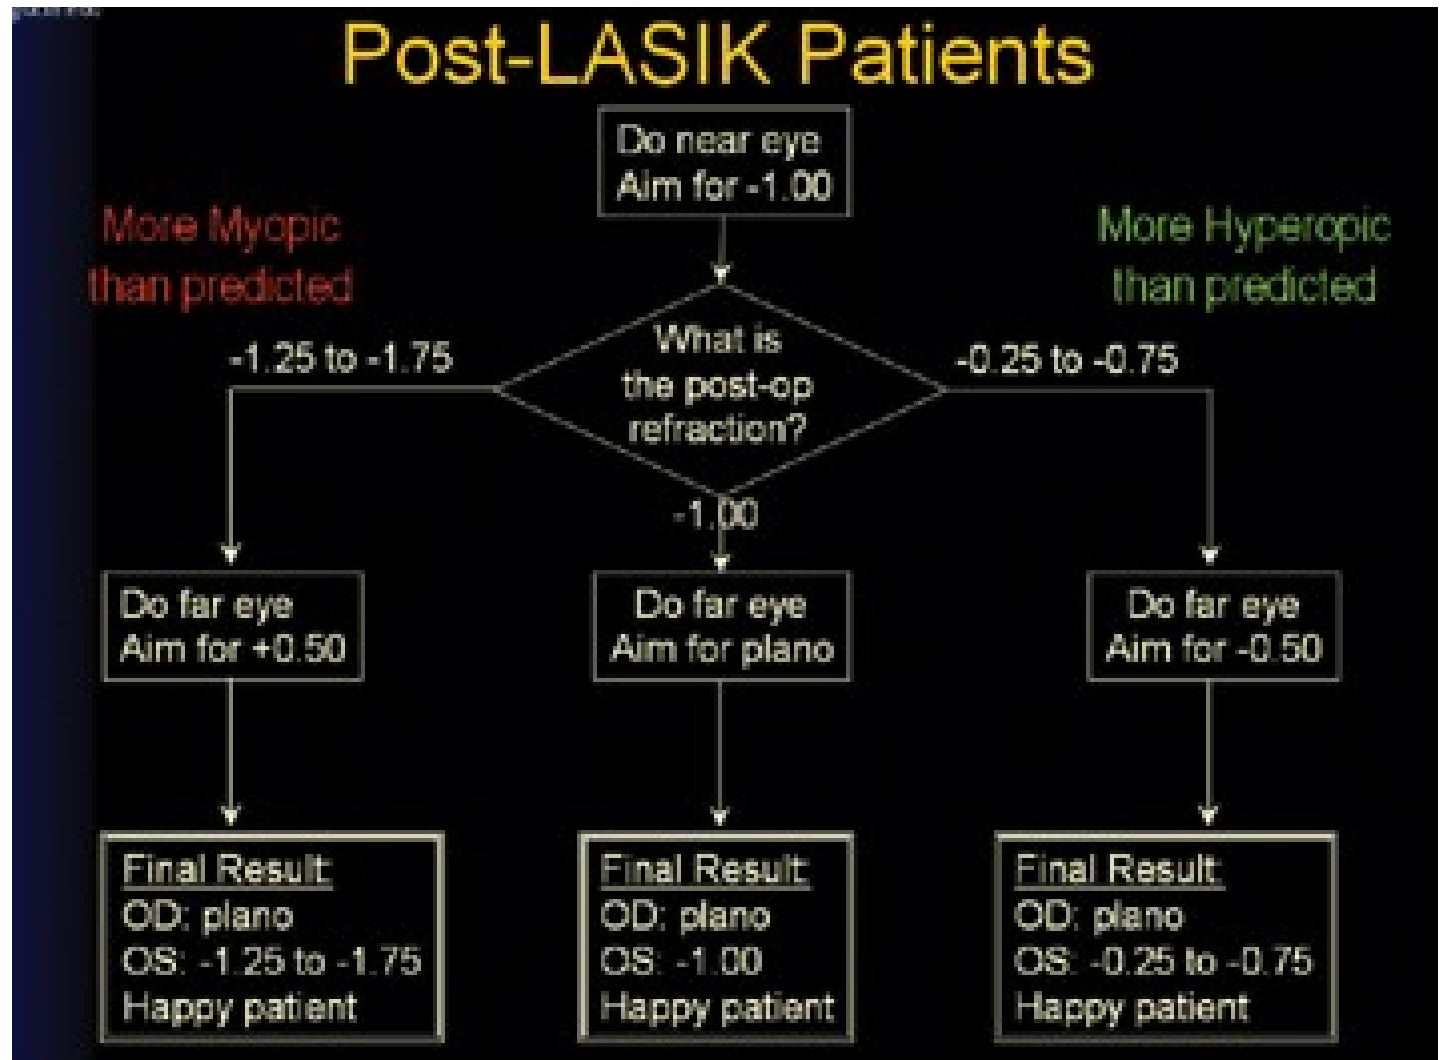 Post-LASIK Patients
Do near eye
Aim for -1.00
More Myopic
than predicted
More Hyperopic
than predicted
What is
the post-op
refraction?
-1.25 to -1.75
-0.25 to -0.75
-1.00
Do far eye
Aim for +0.50
Do far eye
Aim for plano
Do far eye
Aim for -0.50
Final Result:
OD: plano
OS: -1.25 to -1.75
Happy patient
Final Result:
OD: plano
OS: -1.00
Happy patient
Final Result:
OD: plano
OS: -0.25 to -0.75
Happy patient